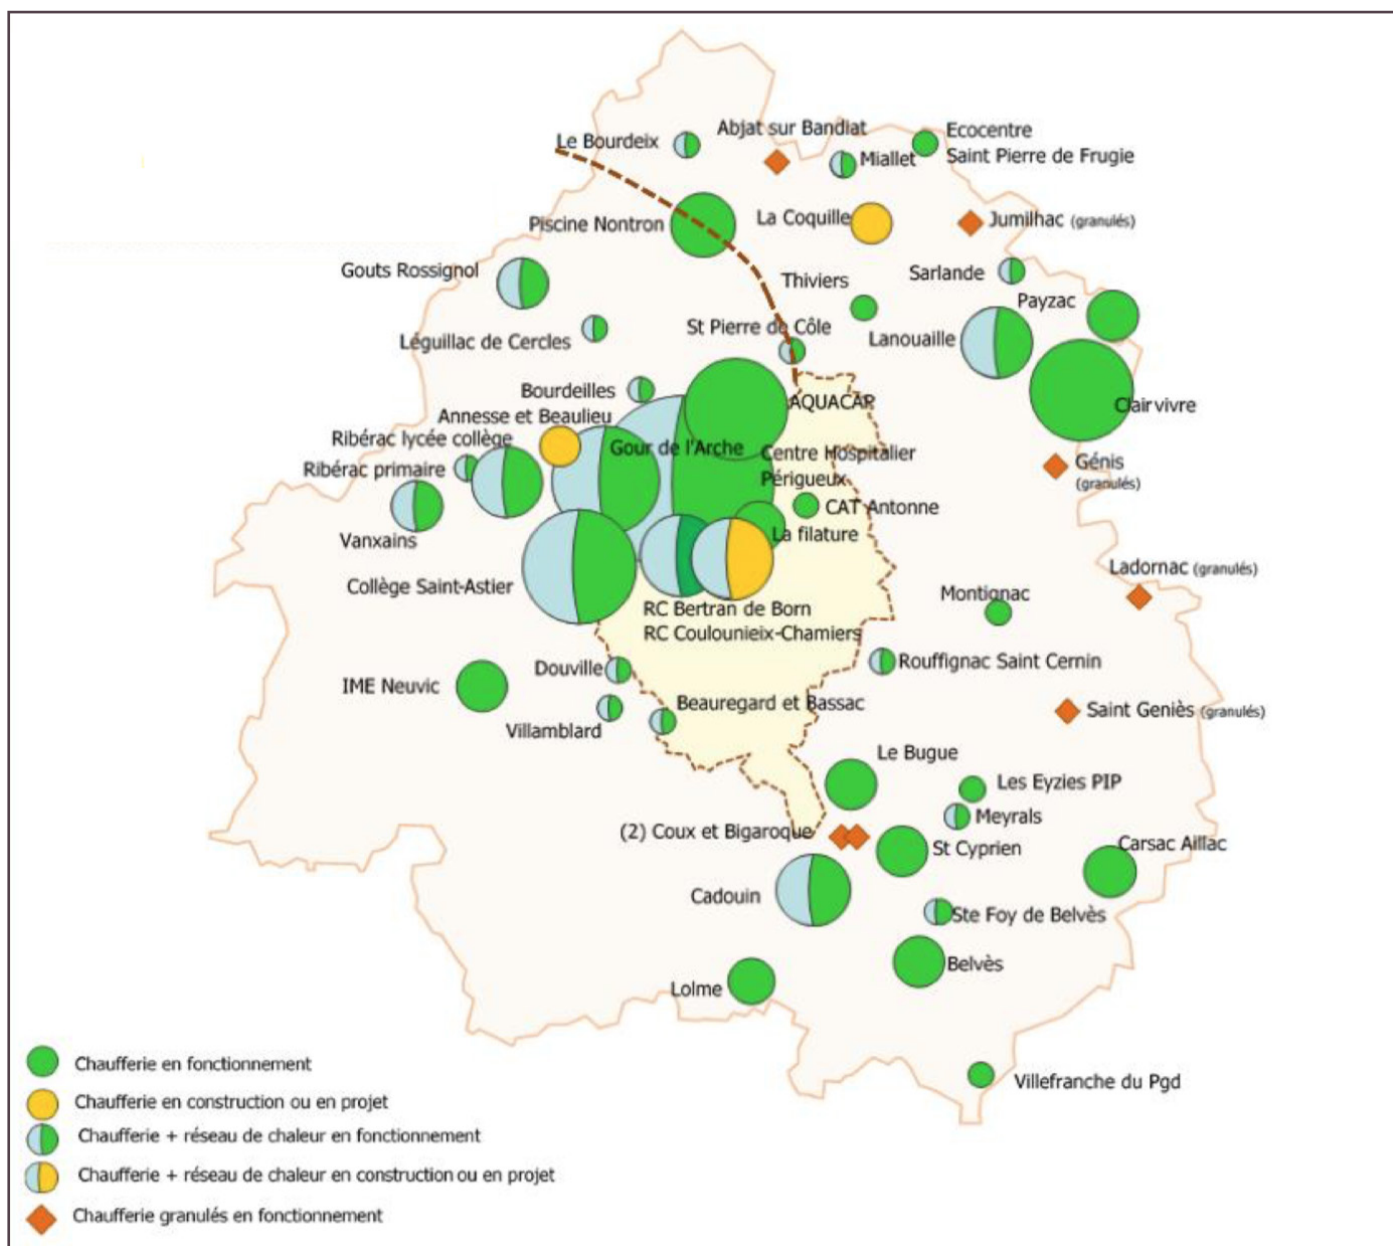 Le Bourdeix
Abjat sur Bandiat
Miallet
Ecocentre
Saint Pierre de Frugie
Piscine Nontron
La Coquille
Jumilhac (granulés)
Gouts Rossignol
Thiviers
Sarlande
Payzac
Léguillac de Cercles
St Pierre de Côle
Lanouaille
Bourdeilles
AQUACAP
Clairvivre
Annesse et Beaulieu
Ribérac lycée collège
Gour de l'Arche
Centre Hospitalier
Périgueux
Ribérac primaire
Génis
(granulés)
CAT Antonne
Vanxains
La filature
Collège Saint-Astier
Ladornac (granulés)
Montignac
RC Bertran de Born
RC Coulounieix-Chamiers
Douville
Rouffignac Saint Cernin
IME Neuvic
Beauregard et Bassac
Saint Geniès (granulés)
Villamblard
Le Bugue
Les Eyzies PIP
Meyrals
(2) Coux et Bigaroque
St Cyprien
Carsac Aillac
Cadouin
Ste Foy de Belvès
Belvès
Lolme
Villefranche du Pgd
Chaufferie en fonctionnement
Chaufferie en construction ou en projet
Chaufferie + réseau de chaleur en fonctionnement
Chaufferie + réseau de chaleur en construction ou en projet
Chaufferie granulés en fonctionnement